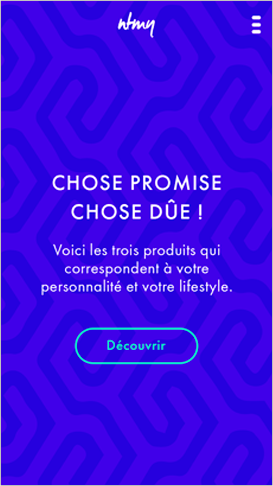 ntmy
CHOSE PROMISE
CHOSE DÛE !
Voici les trois produits qui
correspondent à votre
personnalité et votre lifestyle.
Découvrir